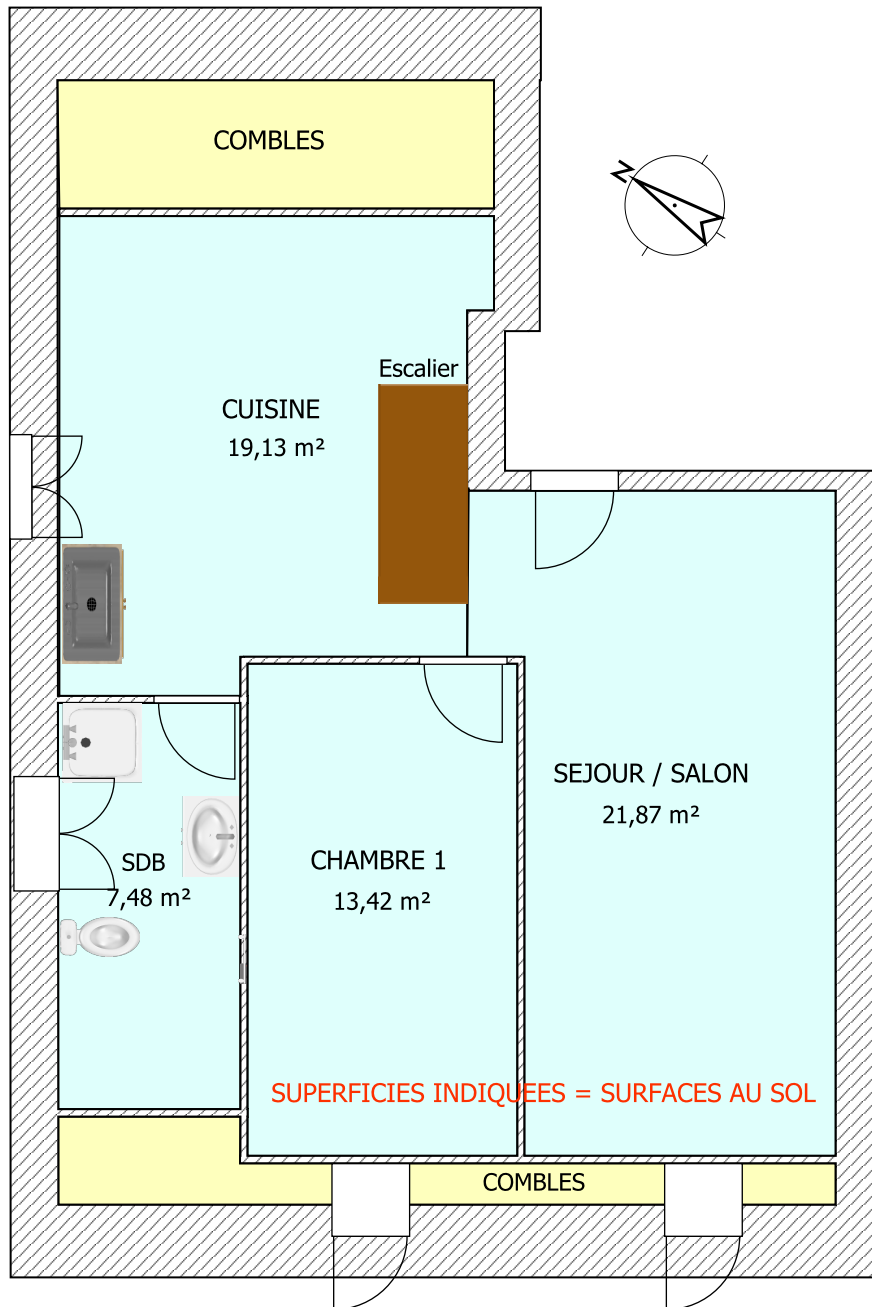 COMBLES
N
Escalier
CUISINE
19,13 m²
SEJOUR / SALON
21,87 m²
SDB
7,48 m²
CHAMBRE 1
13,42 m²
SUPERFICIES INDIQUEES = SURFACES AU SOL
COMBLES